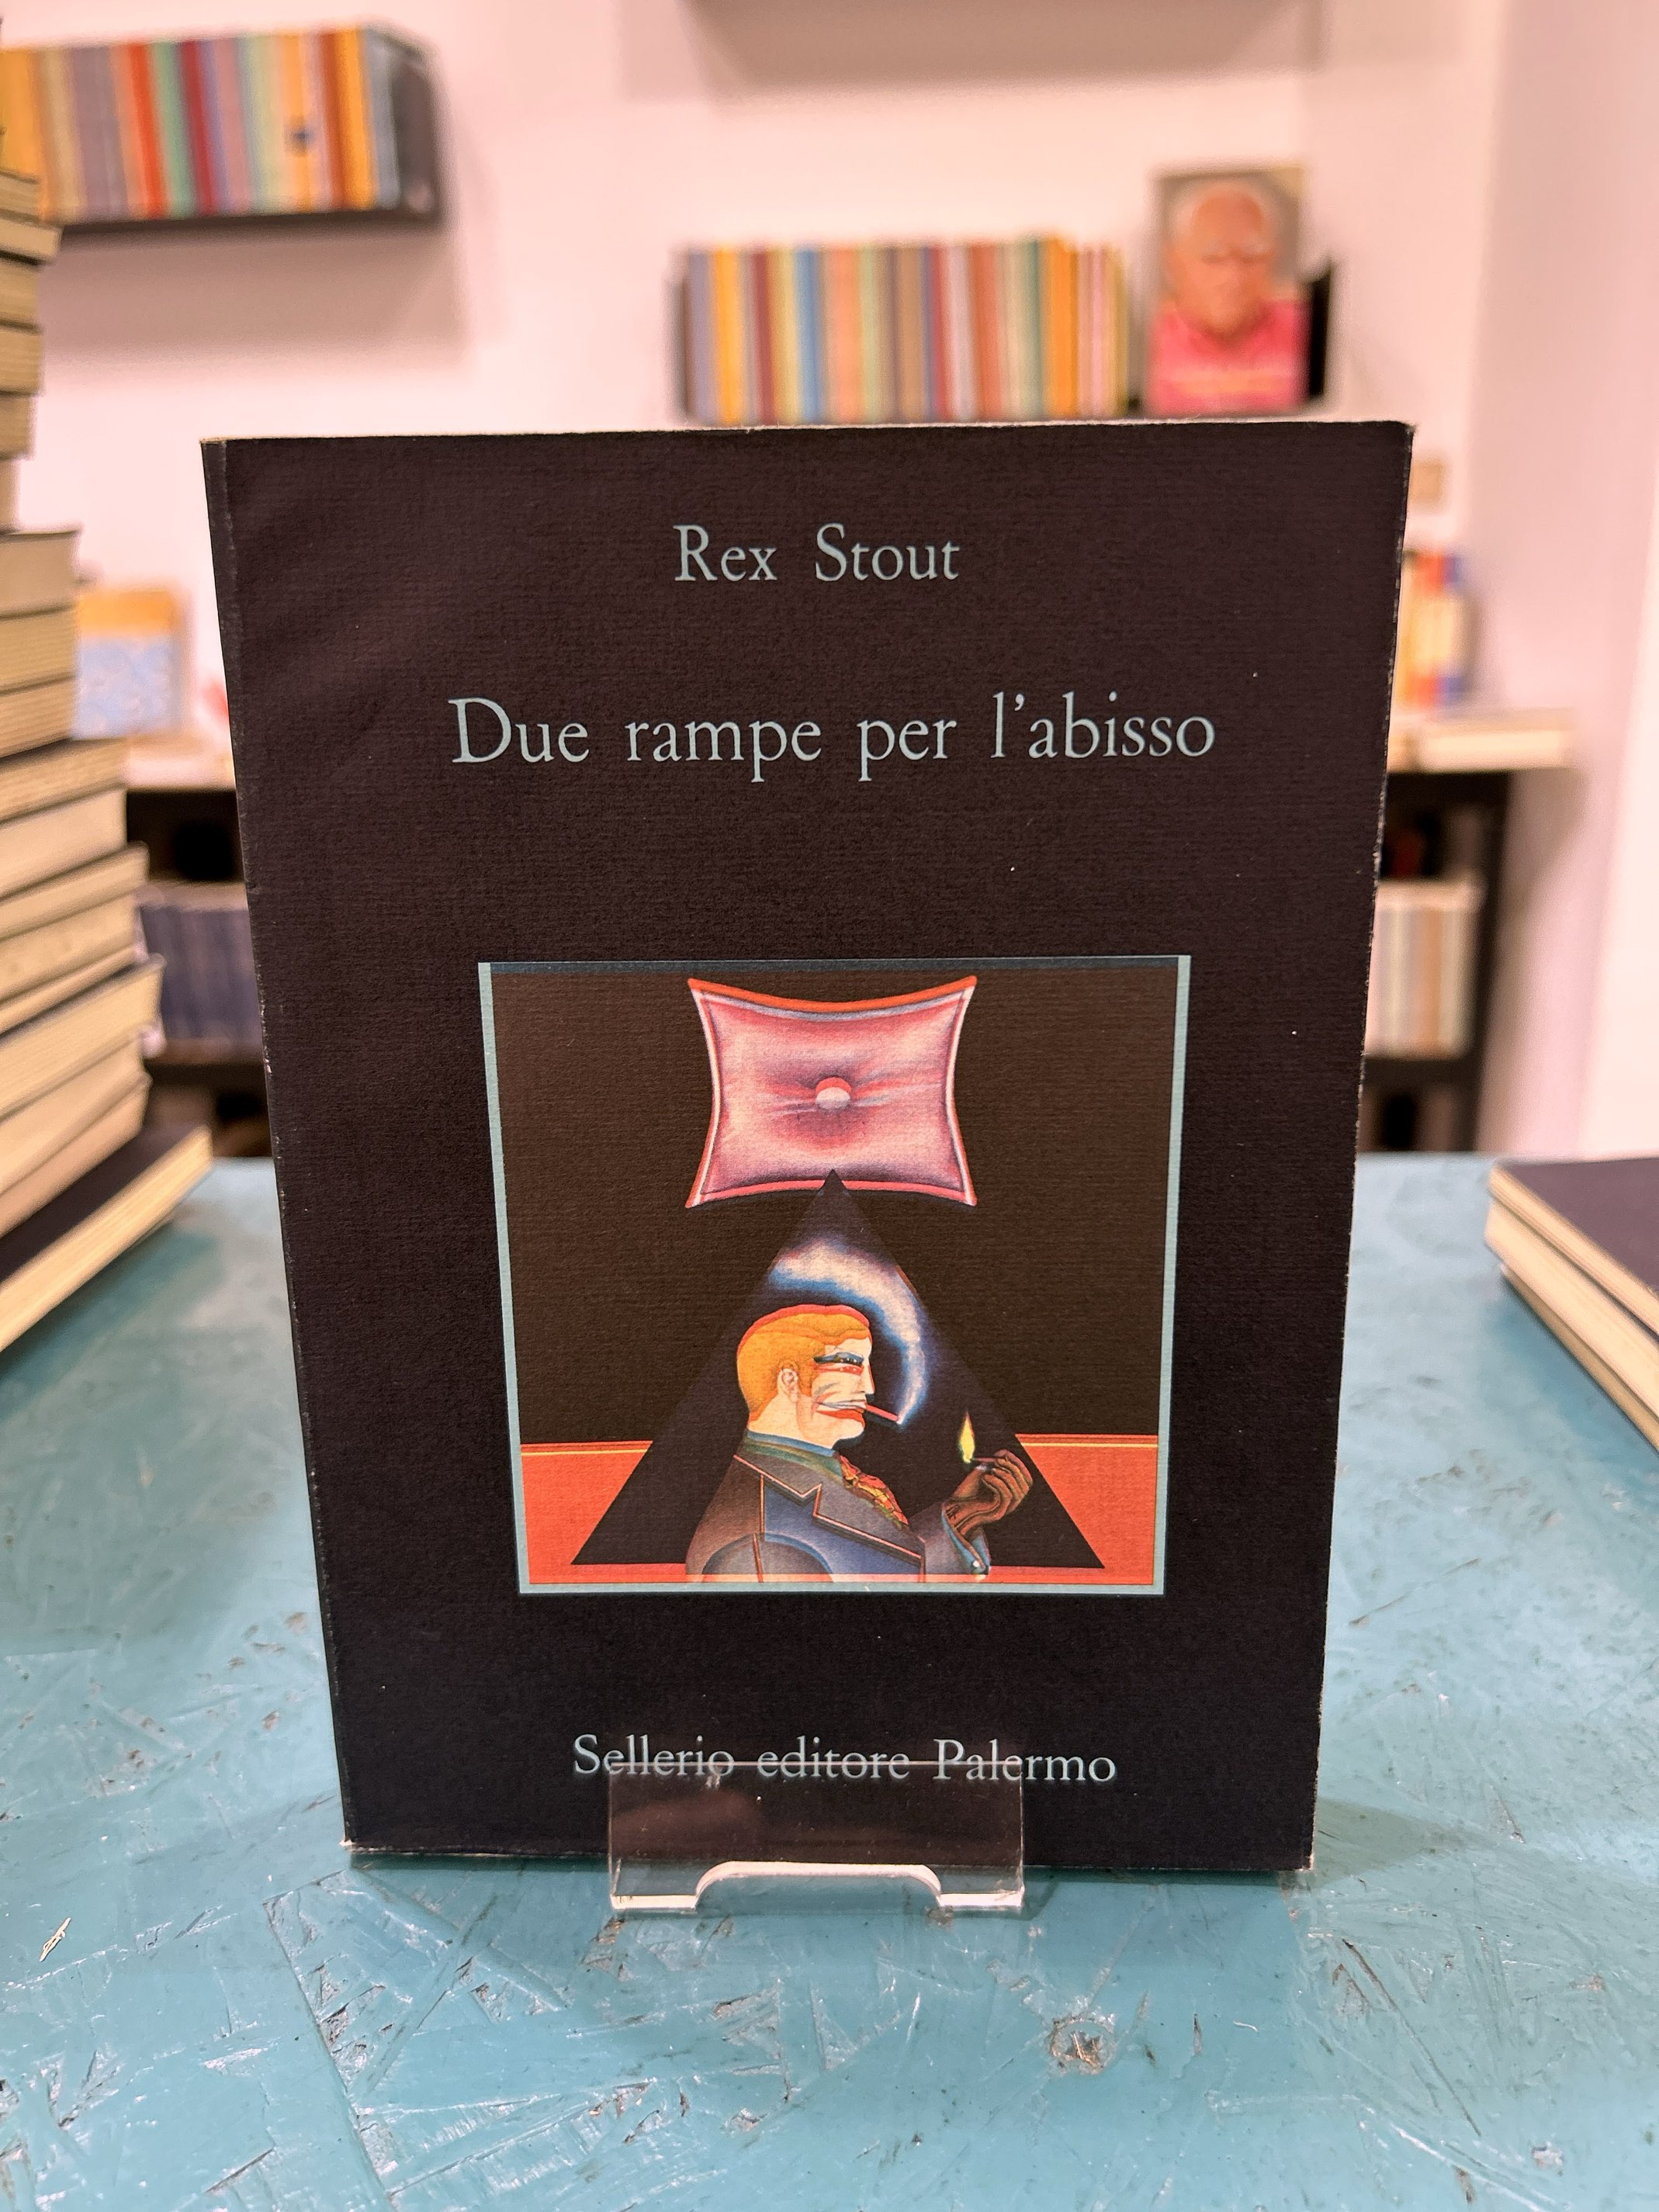 Rex Stout
Due rampe per l'abisso
Sellerio editore Palermo